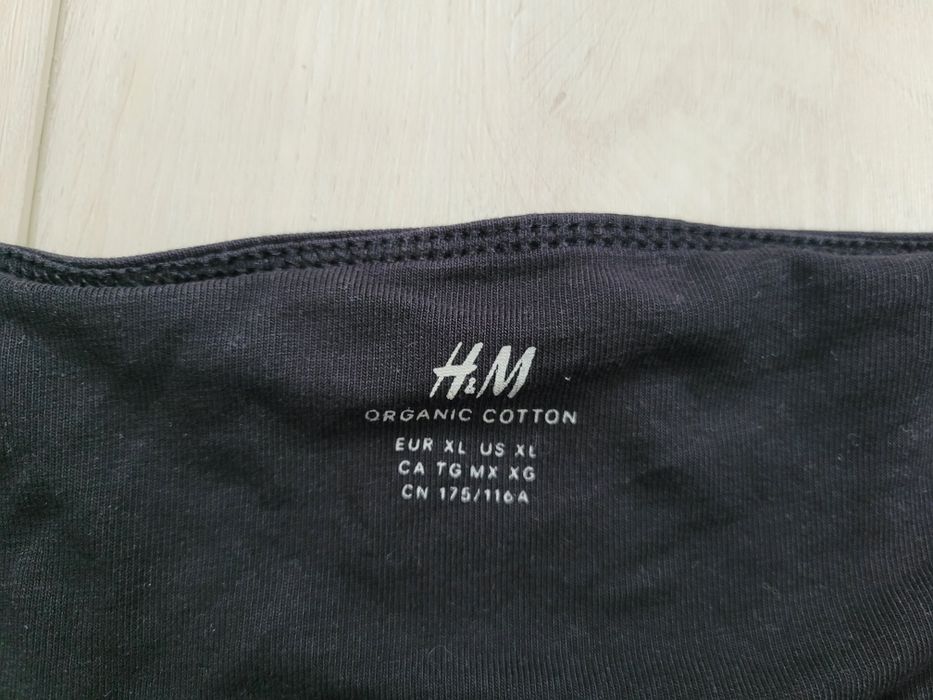 H&M
ORGANIC COTTON
EUR XL US XL
CA TG MX XG
CN 175/116A